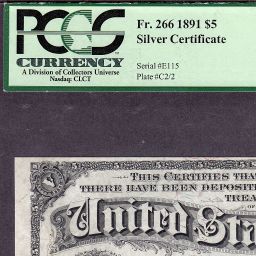 PCGS
CURRENCY
A Division of Collectors Universe
Nasdaq: CLCT
Fr. 266 1891 $5
Silver Certificate
Serial #E115
Plate #C2/2
THIS CERTIFIES THA
THERE HAVE BEEN DEPOSITE
TREA
United Sta